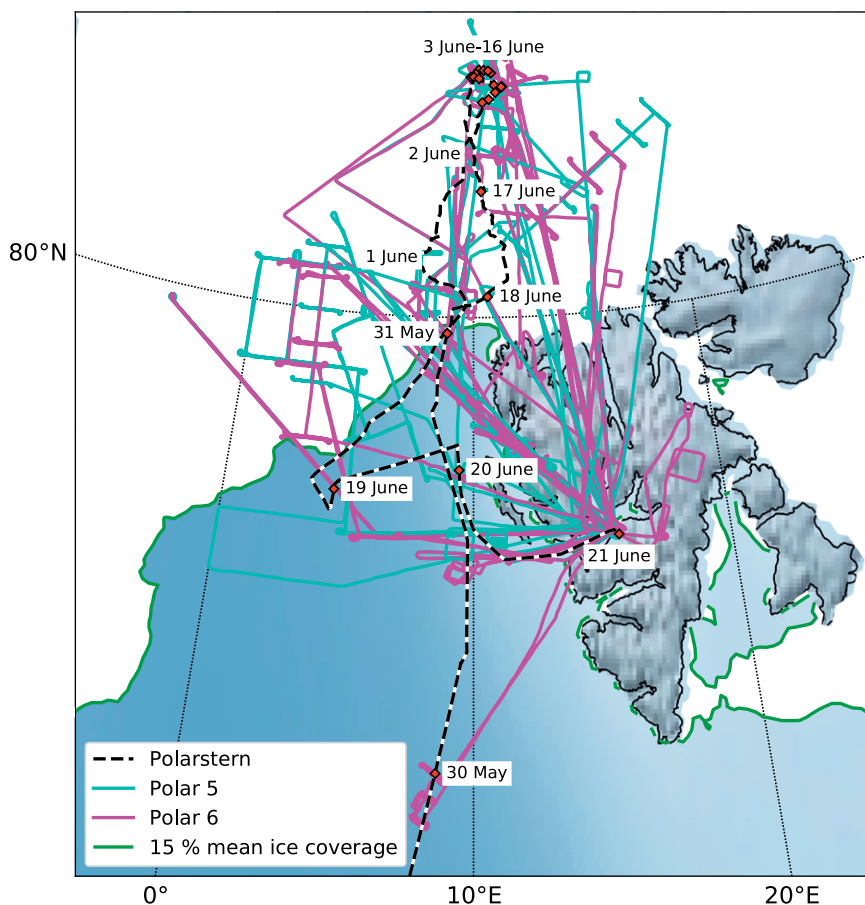 3 June-16 June
2 June
17 June
80°N
1 June
18 June
31 May
20 June
19 June
21 June
30 May
Polarstern
Polar 5
Polar 6
15 % mean ice coverage
0°
10°E
20°E